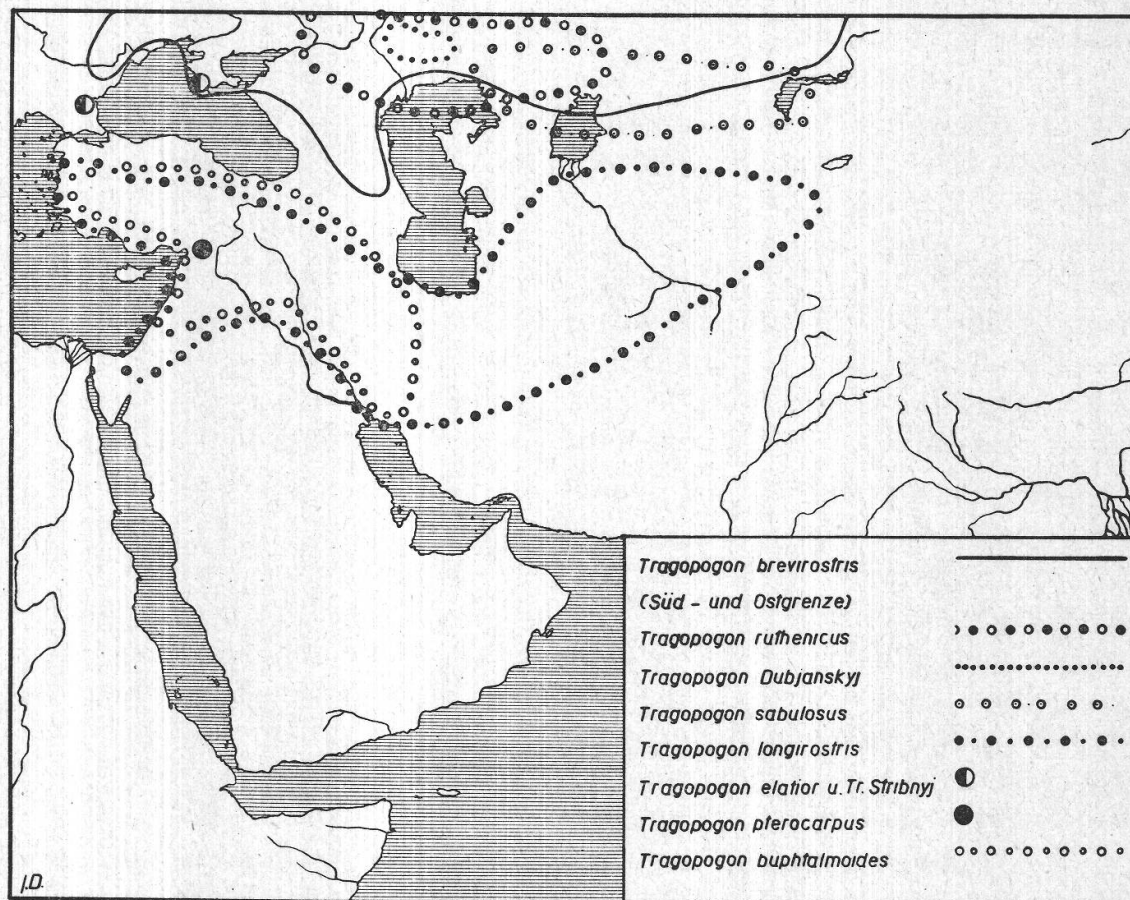 Tragopogon brevirostris
(Süd - und Ostgrenze)
Tragopogon ruthenicus
Tragopogon Dubjanskyj
Tragopogon sabulosus
Tragopogon longirostris
Tragopogon elatior u. Tr. Stribnyj
Tragopogon pterocarpus
Tragopogon buphtalmoides
I.D.